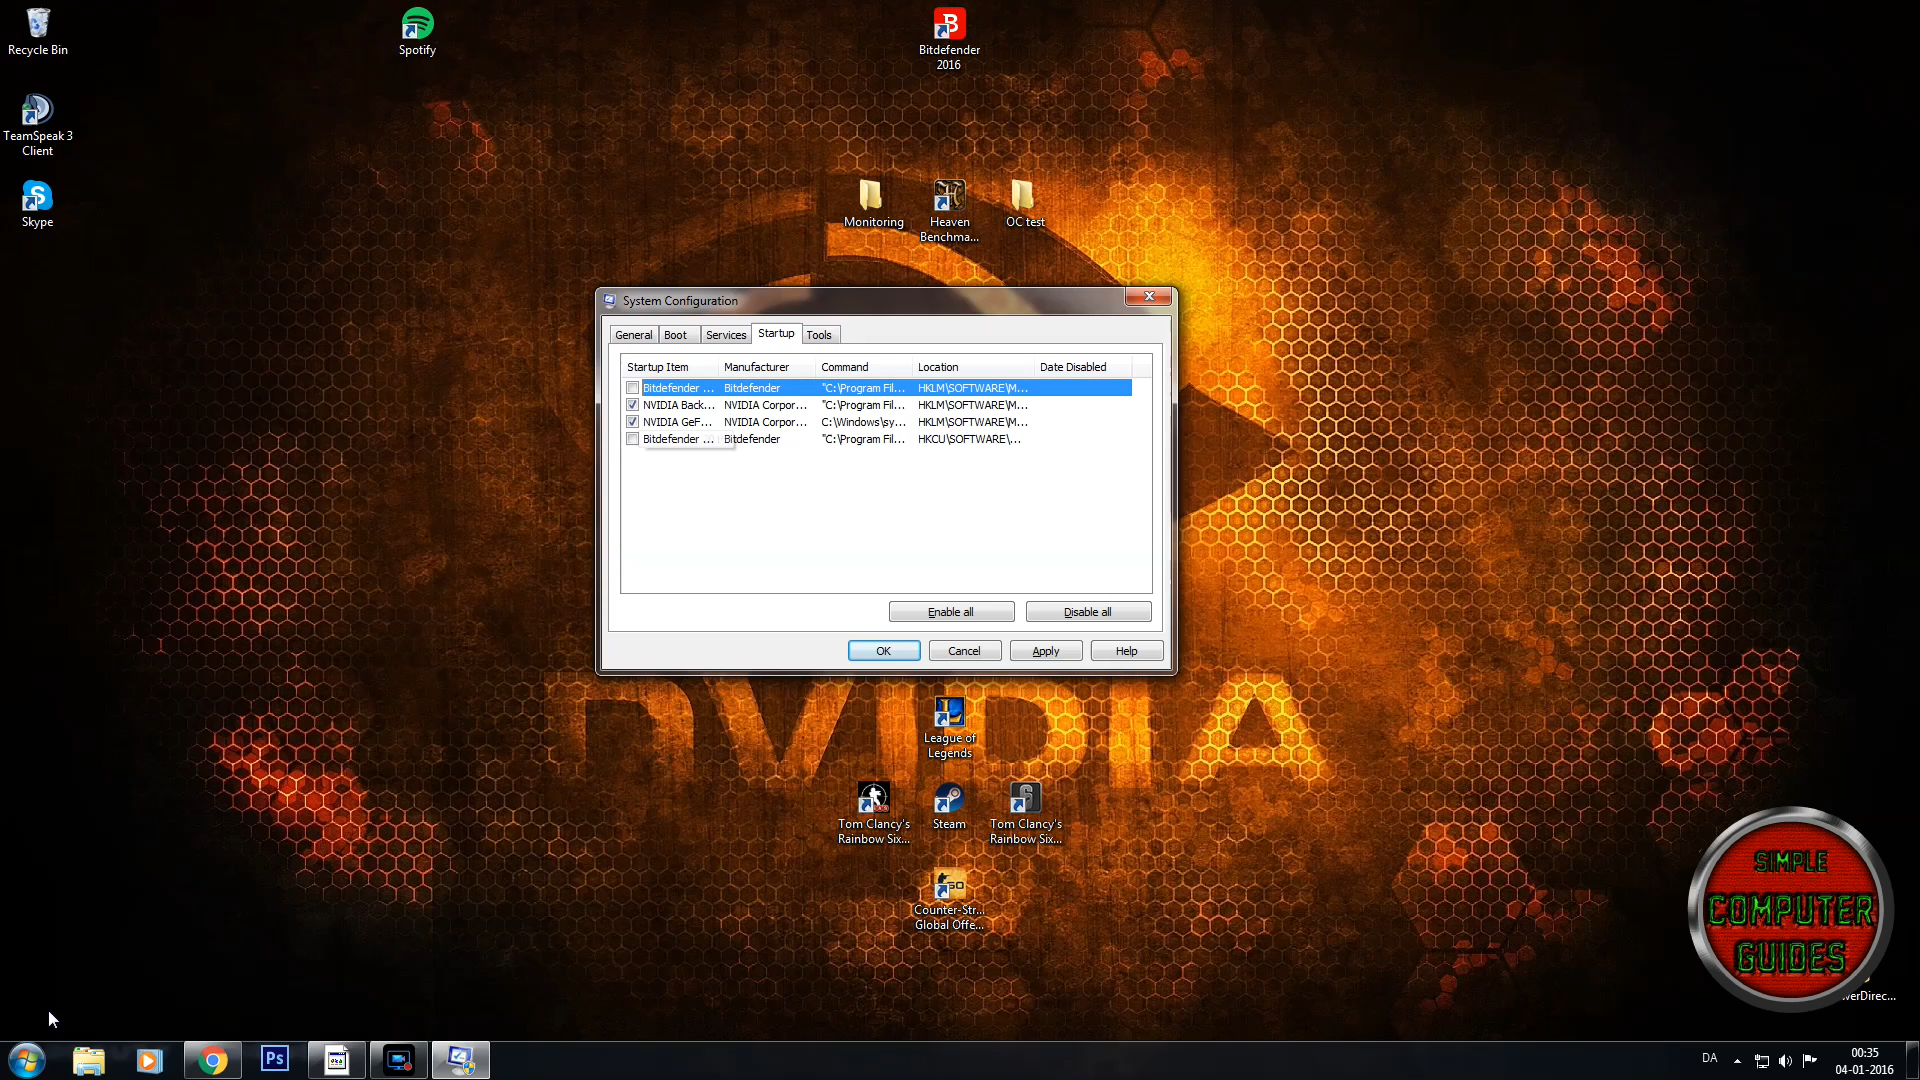 Recycle Bin
Spotify
Bitdefender
2016
TeamSpeak 3
Client
Skype
Monitoring
Heaven
Benchma...
OC test
System Configuration
General
Boot
Services
Startup
Tools
Startup Item
Manufacturer
Command
Location
Date Disabled
Bitdefender ...
Bitdefender
"C:\Program Fil...
HKLM\SOFTWARE\M...
NVIDIA Back...
NVIDIA Corpor...
"C:\Program Fil...
HKLM\SOFTWARE\M...
NVIDIA GeF...
NVIDIA Corpor...
C:\Windows\sy...
HKLM\SOFTWARE\M...
Bitdefender ...
Bitdefender
"C:\Program Fil...
HKCU\SOFTWARE\...
Enable all
Disable all
OK
Cancel
Apply
Help
NVIDIA
League of
Legends
Tom Clancy's
Rainbow Six...
Steam
Tom Clancy's
Rainbow Six...
Counter-Str...
Global Offe...
SIMPLE
COMPUTER
GUIDES
werDirec...
Ps
DA
00:35
04-01-2016